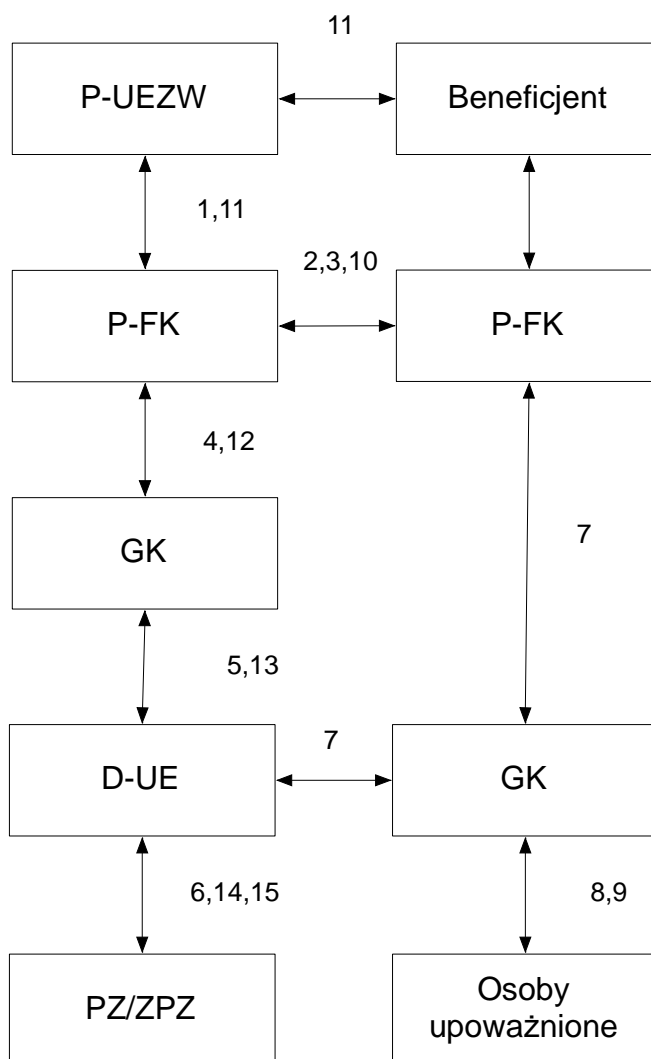 11
P-UEZW
Beneficjent
1,11
2,3,10
P-FK
P-FK
4,12
GK
7
5,13
7
D-UE
GK
6,14,15
8,9
PZ/ZPZ
Osoby
upoważnione